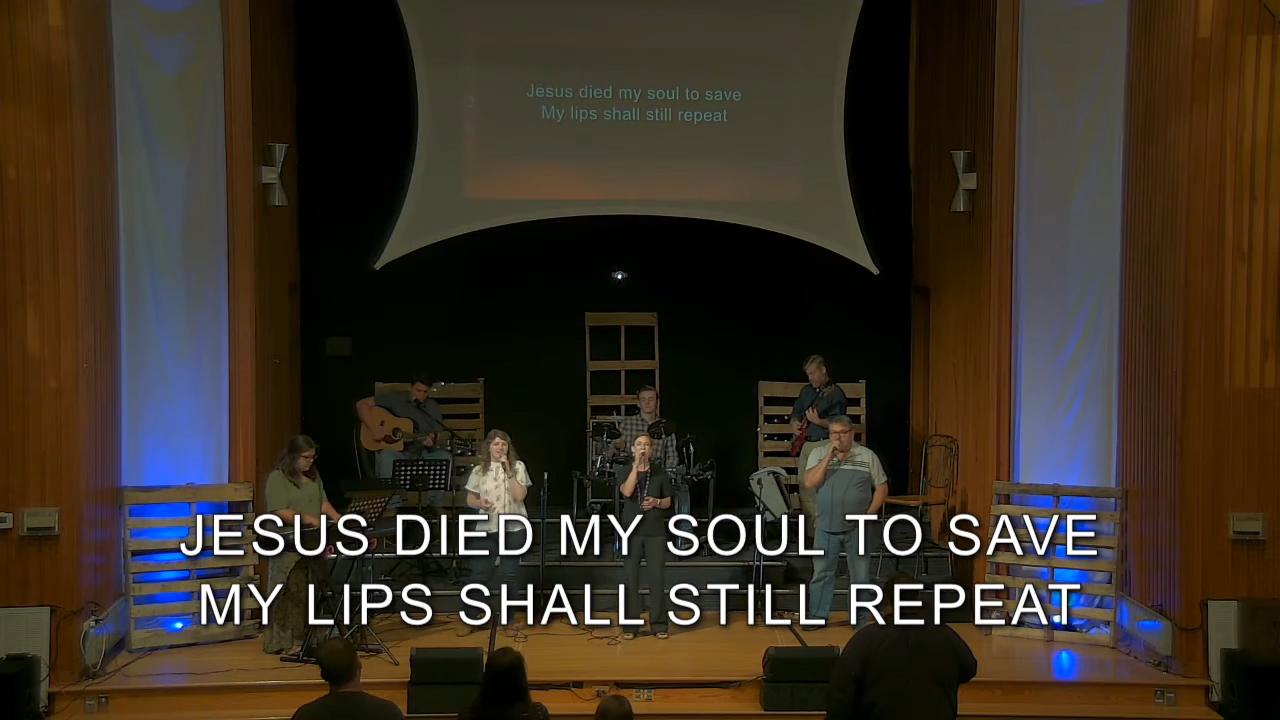 Jesus died my soul to save
My lips shall still repeat
JESUS DIED MY SOUL TO SAVE
MY LIPS SHALL STILL REPEAT